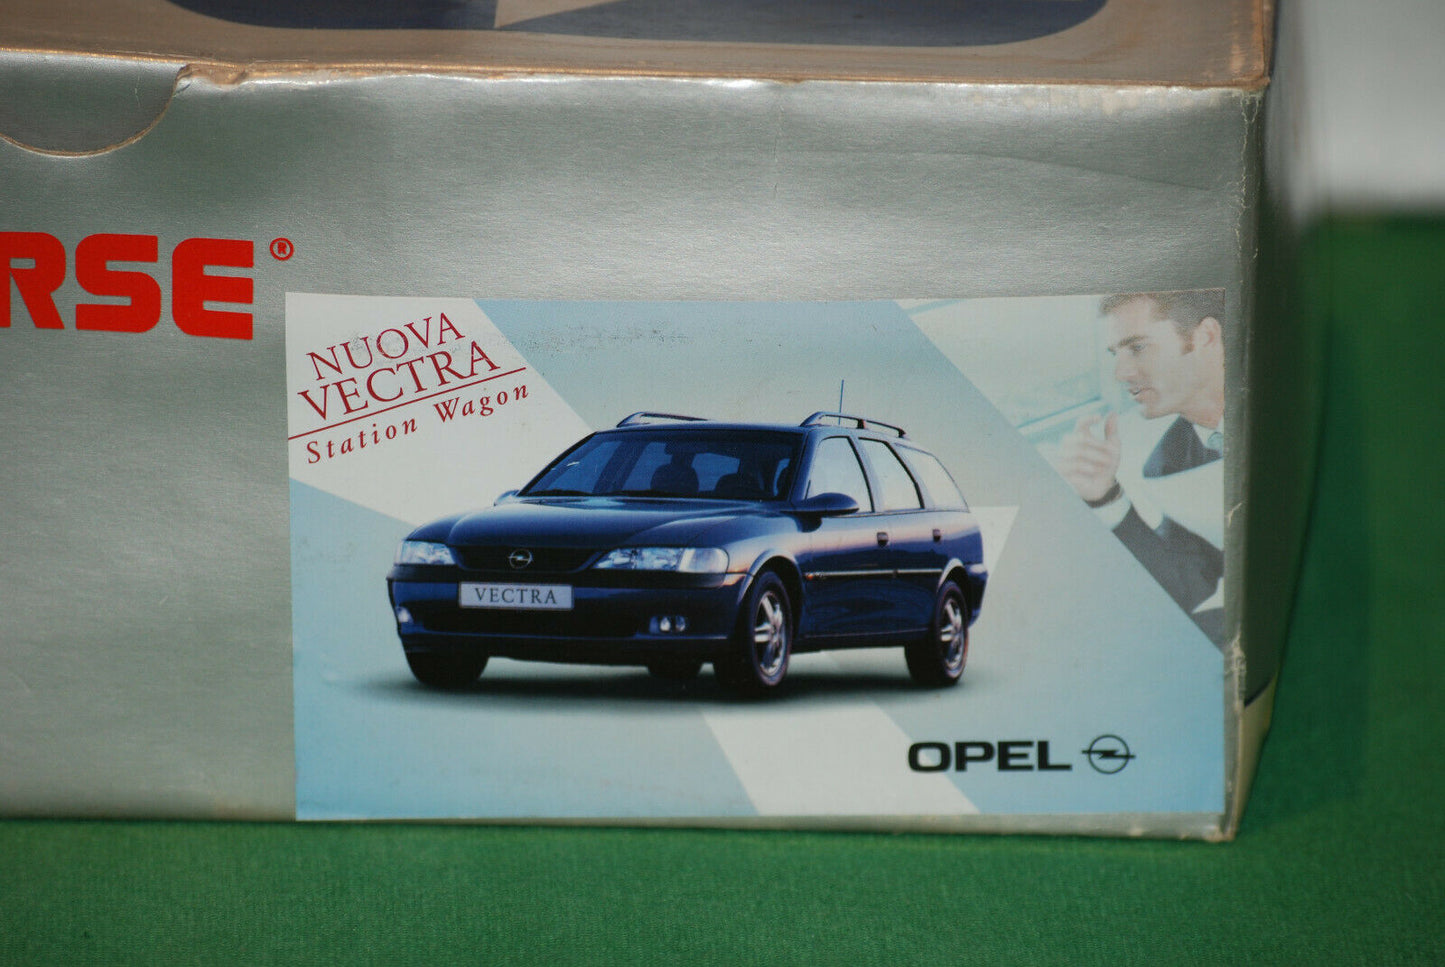 RSE®
NUOVA
VECTRA
Station Wagon
VECTRA
OPEL